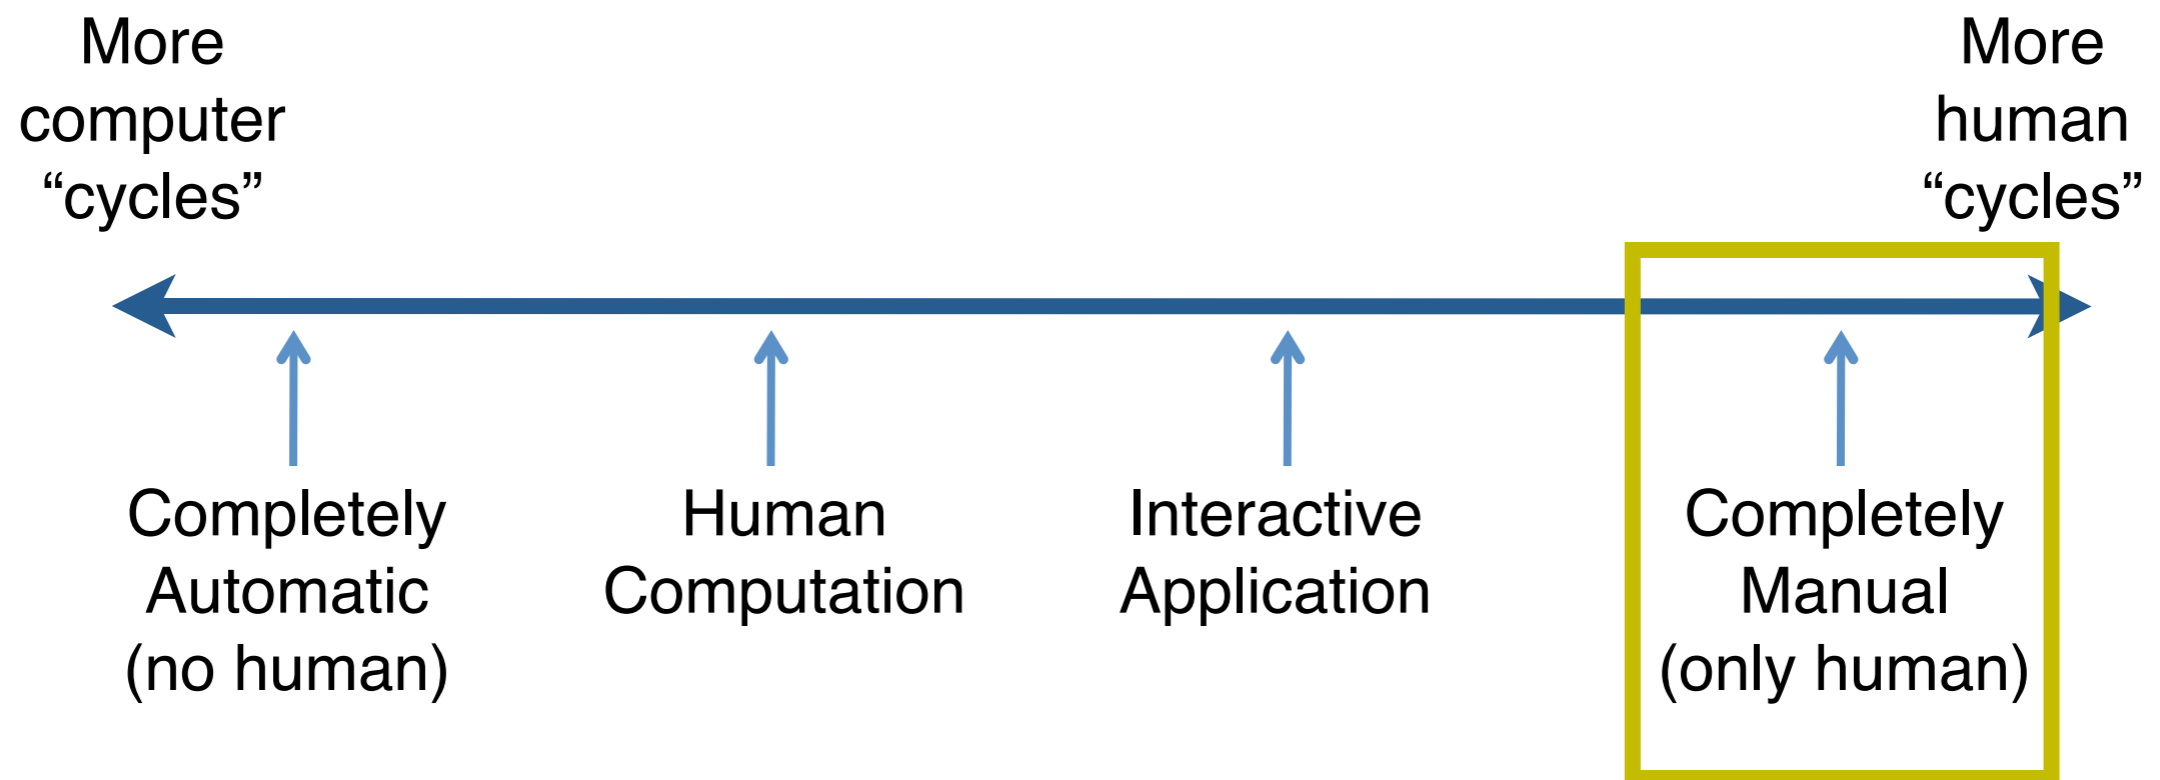 More
computer
“cycles”
More
human
“cycles”
Completely
Automatic
(no human)
Human
Computation
Interactive
Application
Completely
Manual
(only human)